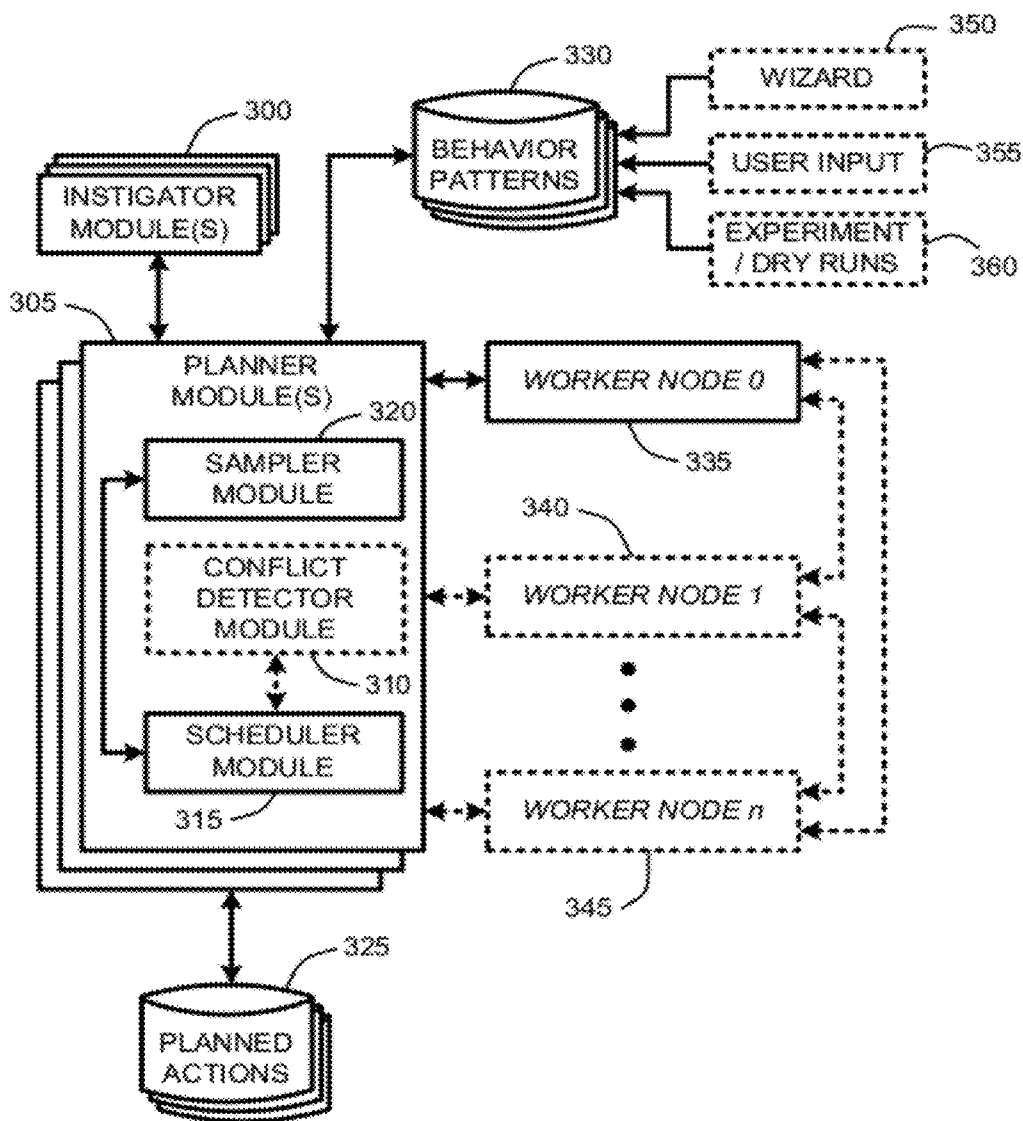 350
WIZARD
330
300
BEHAVIOR
PATTERNS
USER INPUT
355
INSTIGATOR
MODULE(S)
EXPERIMENT
/ DRY RUNS
360
305
PLANNER
MODULE(S)
WORKER NODE 0
320
335
SAMPLER
MODULE
340
CONFLICT
DETECTOR
MODULE
WORKER NODE 1
310
SCHEDULER
MODULE
WORKER NODE n
315
345
325
PLANNED
ACTIONS